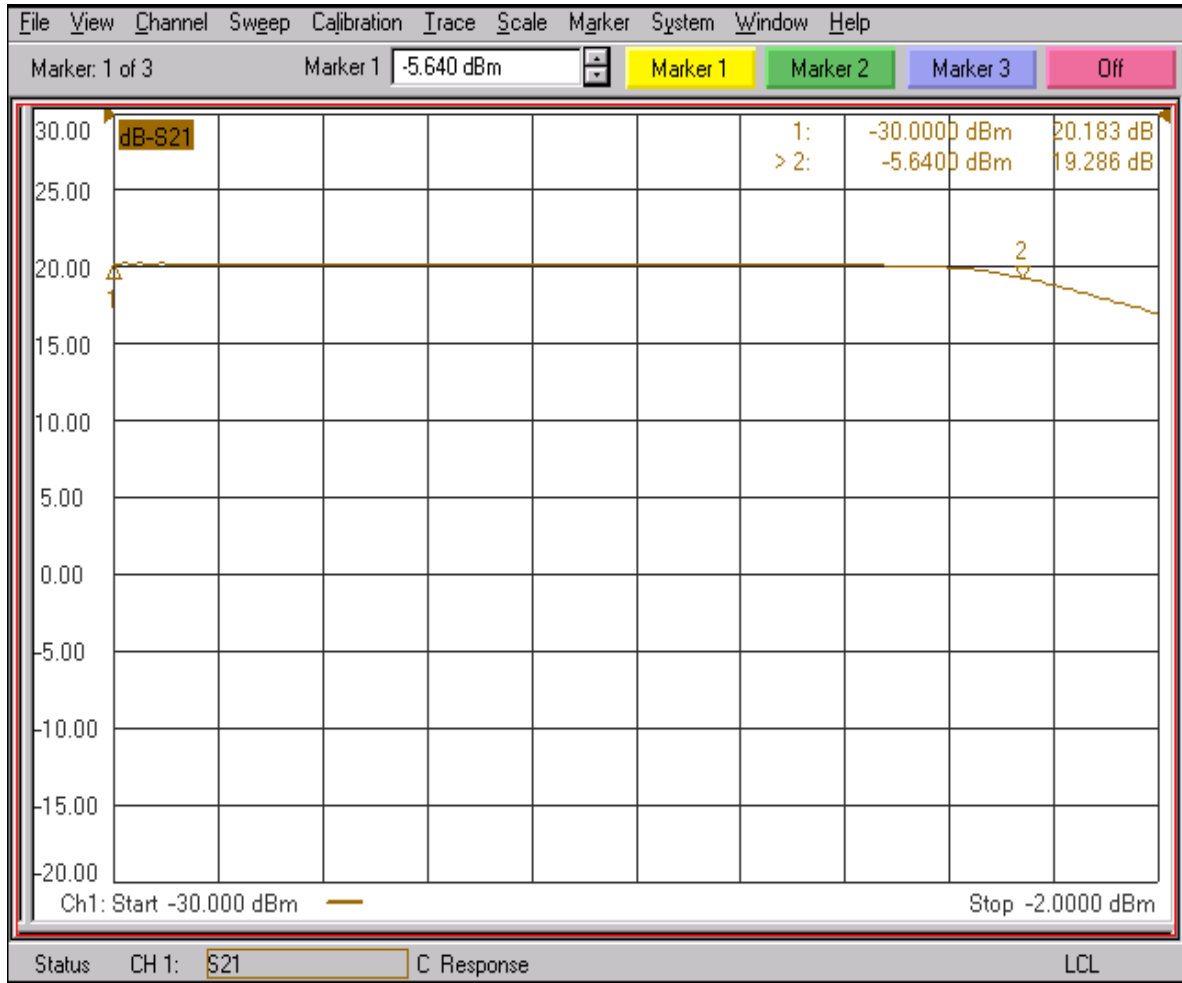 File View Channel Sweep Calibration Trace Scale Marker System Window Help
Marker: 1 of 3 Marker 1 -5.640 dBm Marker 1 Marker 2 Marker 3 Off
30.00 dB-S21 1: -30.0000 dBm 20.183 dB
> 2: -5.6400 dBm 19.286 dB
25.00
2
20.00
1
15.00
10.00
5.00
0.00
-5.00
-10.00
-15.00
-20.00
Ch1: Start -30.000 dBm Stop -2.0000 dBm
Status CH 1: S21 C Response LCL